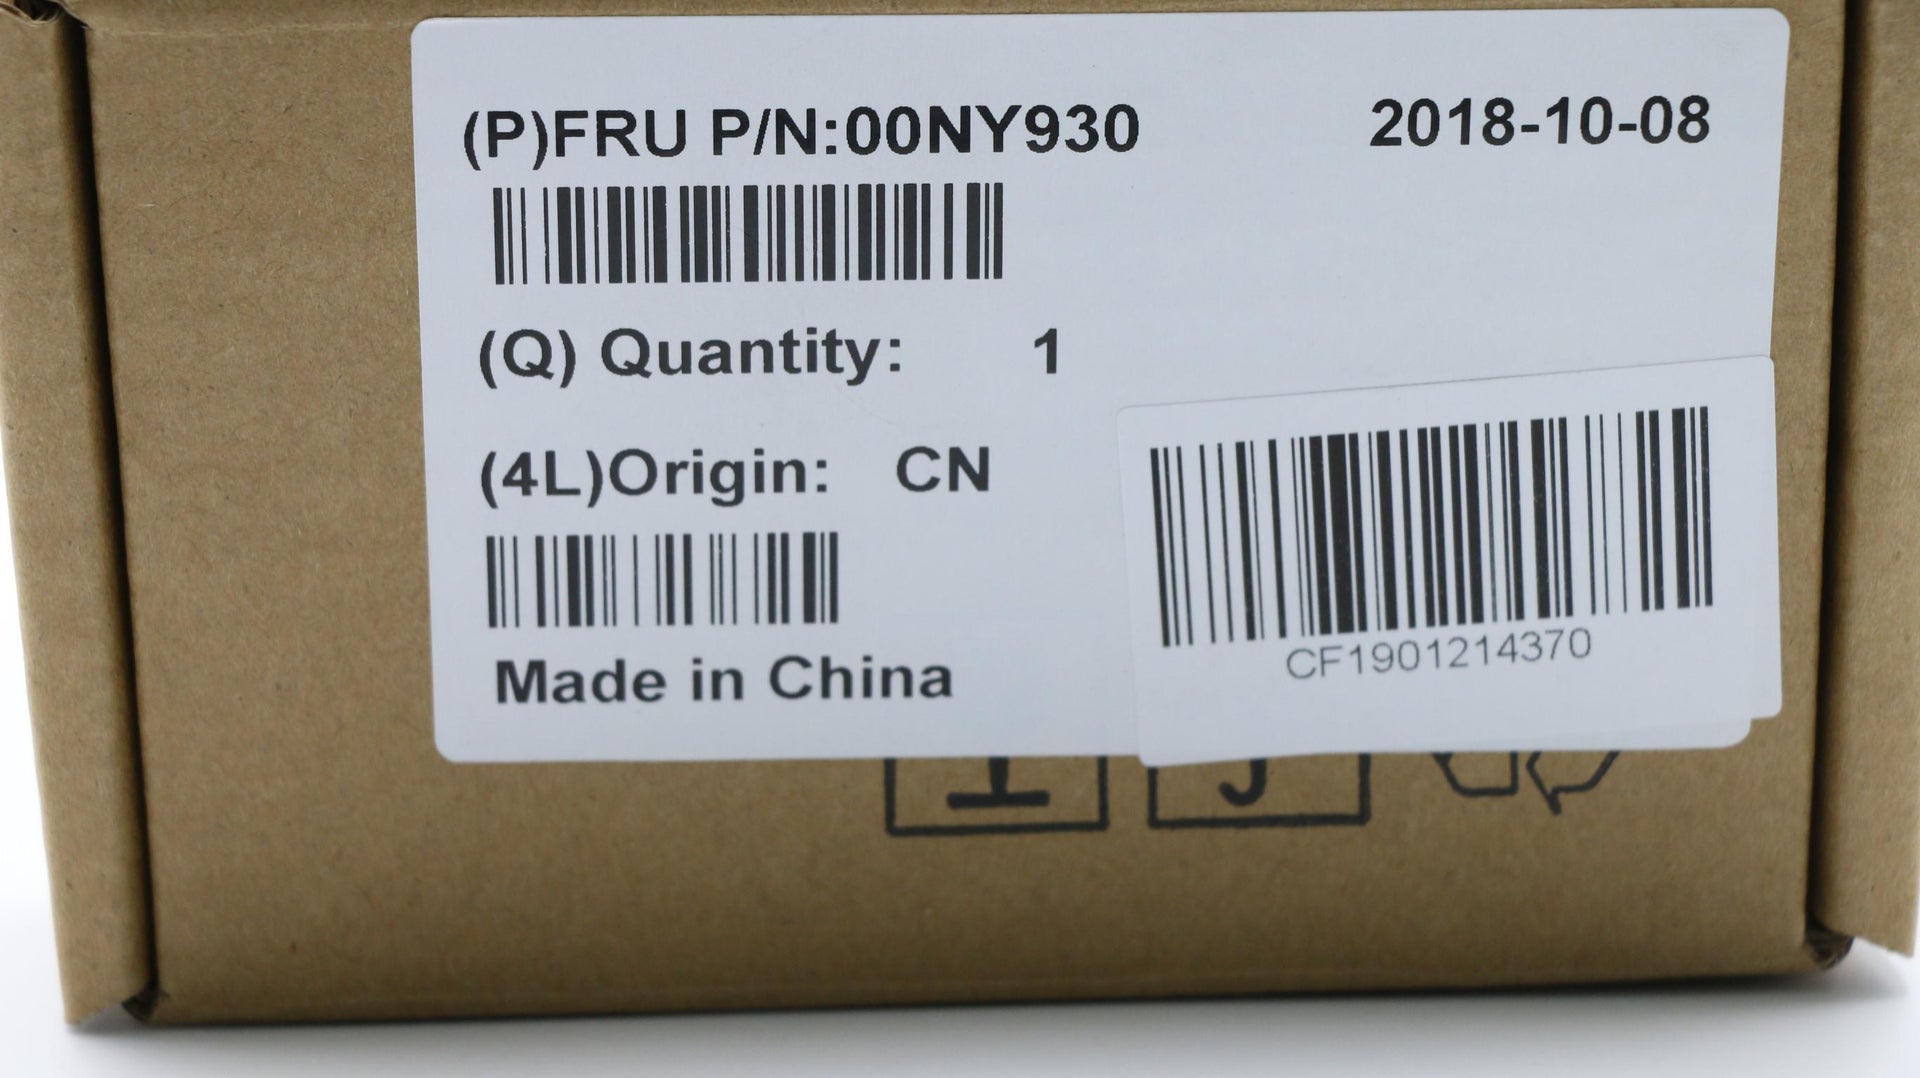 (P)FRU P/N:00NY930
2018-10-08
(Q) Quantity: 1
(4L)Origin: CN
Made in China
CF1901214370